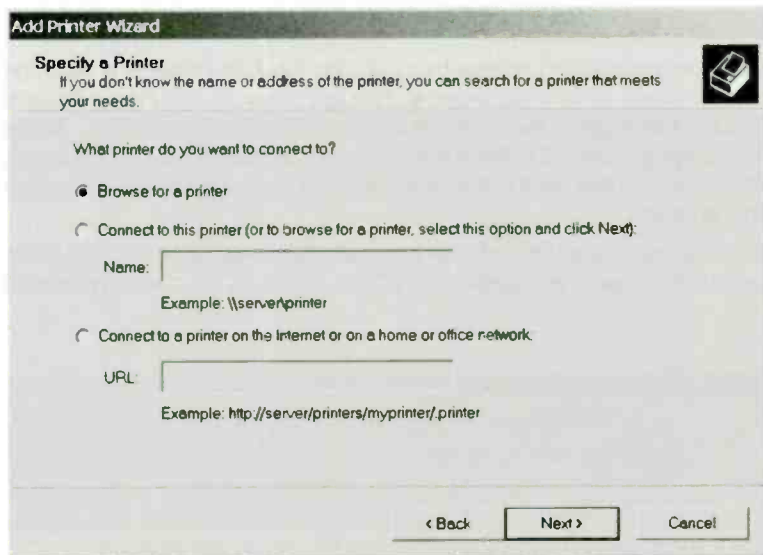 Add Printer Wizard
Specify a Printer
If you don't know the name or address of the printer, you can search for a printer that meets
your needs.
What printer do you want to connect to?
Browse for a printer
Connect to this printer (or to browse for a printer, select this option and click Next):
Name:
Example: \\server\printer
Connect to a printer on the Internet or on a home or office network:
URL:
Example: http://server/printers/myprinter/.printer
< Back
Next >
Cancel